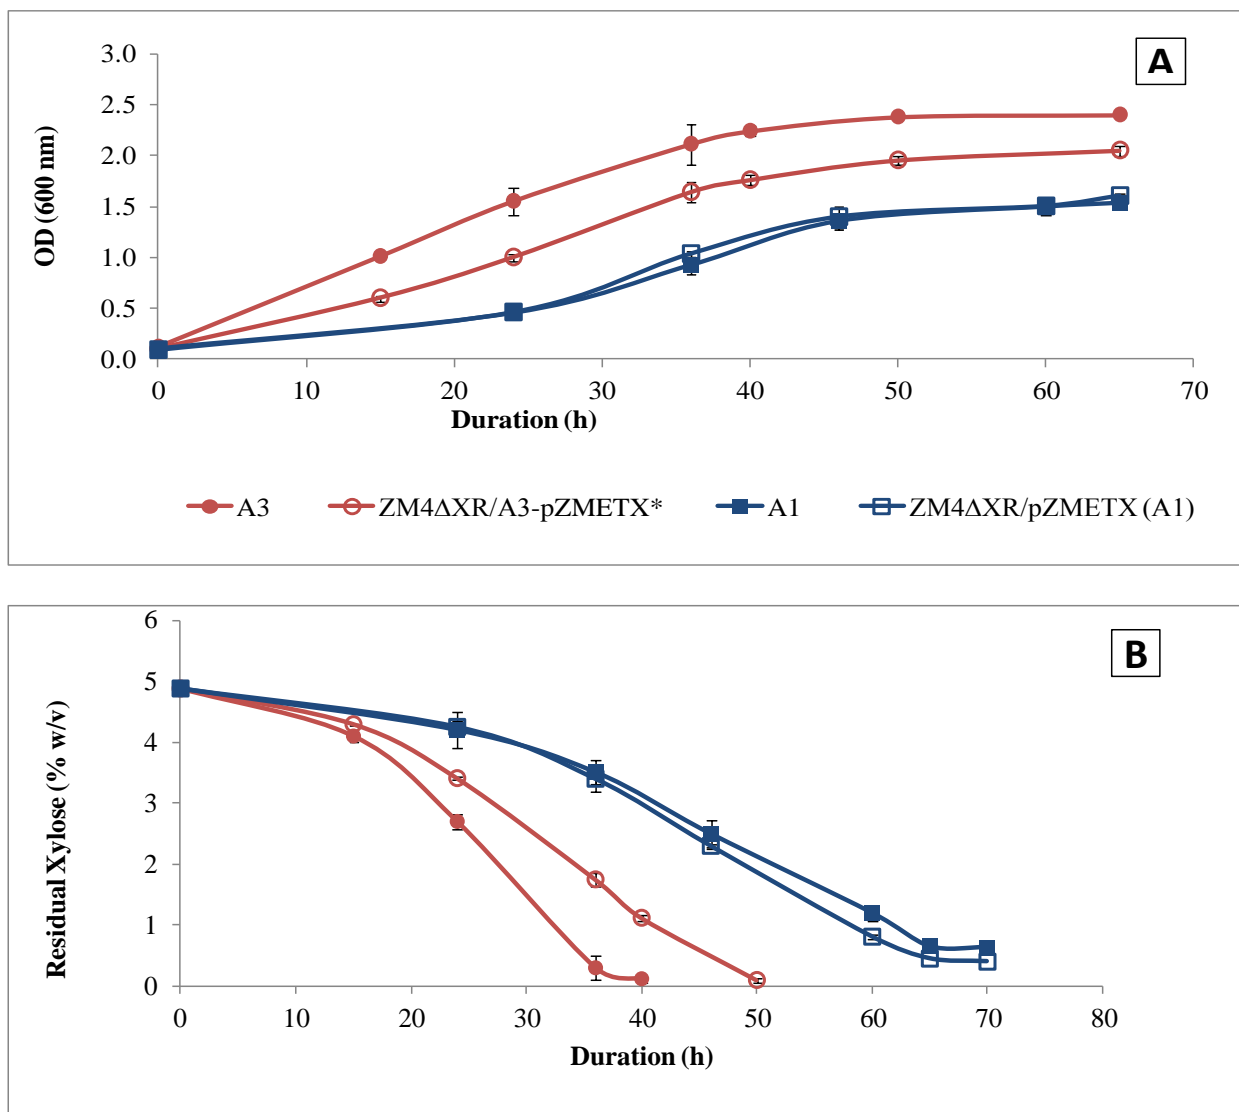 A
3.0
2.5
2.0
1.5
1.0
0.5
0.0
OD (600 nm)
0 10 20 30 40 50 60 70
Duration (h)
A3 ZM4ΔXR/A3-pZMETX* A1 ZM4ΔXR/pZMETX (A1)
B
6
5
4
3
2
1
0
Residual Xylose (% w/v)
0 10 20 30 40 50 60 70 80
Duration (h)